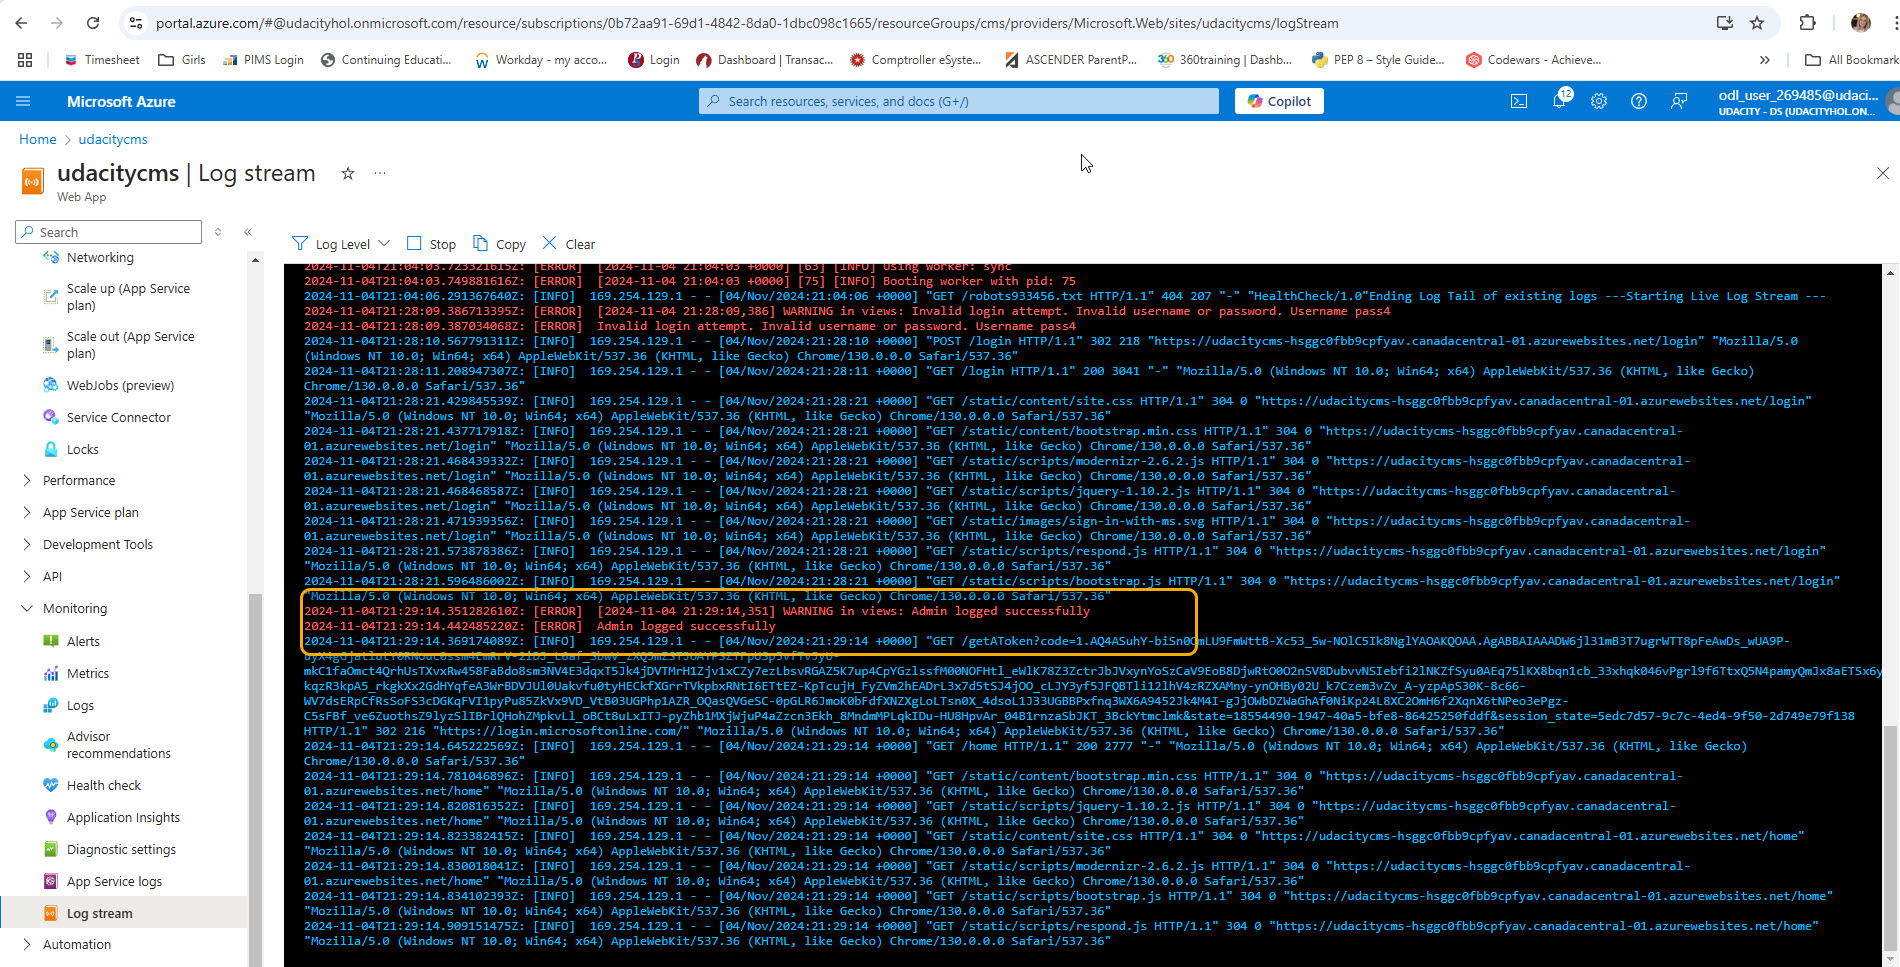 portal.azure.com/#@udacityhol.onmicrosoft.com/resource/subscriptions/0b72aa91-69d1-4842-8da0-1dbc098c1665/resourceGroups/cms/providers/Microsoft.Web/sites/udacitycms/logStream
Timesheet Girls PIMS Login Continuing Educati... Workday - my acco... Login Dashboard | Transac... Comptroller eSyste... ASCENDER ParentP... 360training | Dashb... PEP 8 – Style Guide... Codewars - Achieve... » All Bookmark
Microsoft Azure Search resources, services, and docs (G+/) Copilot 12 odl_user_269485@udaci...
UDACITY - DS (UDACITYHOL.ON...
Home > udacitycms
udacitycms | Log stream
Web App
Search
Log Level Stop Copy Clear
Networking
Scale up (App Service
plan)
Scale out (App Service
plan)
WebJobs (preview)
Service Connector
Locks
Performance
App Service plan
Development Tools
API
Monitoring
Alerts
Metrics
Logs
Advisor
recommendations
Health check
Application Insights
Diagnostic settings
App Service logs
Log stream
Automation
2024-11-04T21:04:03.723321615Z: [ERROR] [2024-11-04 21:04:03 +0000] [63] [INFO] Using worker: sync
2024-11-04T21:04:03.749881616Z: [ERROR] [2024-11-04 21:04:03 +0000] [75] [INFO] Booting worker with pid: 75
2024-11-04T21:04:06.291367640Z: [INFO] 169.254.129.1 - - [04/Nov/2024:21:04:06 +0000] "GET /robots933456.txt HTTP/1.1" 404 207 "-" "HealthCheck/1.0"Ending Log Tail of existing logs ---Starting Live Log Stream ---
2024-11-04T21:28:09.386713395Z: [ERROR] [2024-11-04 21:28:09,386] WARNING in views: Invalid login attempt. Invalid username or password. Username pass4
2024-11-04T21:28:09.387034068Z: [ERROR] Invalid login attempt. Invalid username or password. Username pass4
2024-11-04T21:28:10.567791311Z: [INFO] 169.254.129.1 - - [04/Nov/2024:21:28:10 +0000] "POST /login HTTP/1.1" 302 218 "https://udacitycms-hsggc0fbb9cpfyav.canadacentral-01.azurewebsites.net/login" "Mozilla/5.0
(Windows NT 10.0; Win64; x64) AppleWebKit/537.36 (KHTML, like Gecko) Chrome/130.0.0.0 Safari/537.36"
2024-11-04T21:28:11.208947307Z: [INFO] 169.254.129.1 - - [04/Nov/2024:21:28:11 +0000] "GET /login HTTP/1.1" 200 3041 "-" "Mozilla/5.0 (Windows NT 10.0; Win64; x64) AppleWebKit/537.36 (KHTML, like Gecko)
Chrome/130.0.0.0 Safari/537.36"
2024-11-04T21:28:21.429845539Z: [INFO] 169.254.129.1 - - [04/Nov/2024:21:28:21 +0000] "GET /static/content/site.css HTTP/1.1" 304 0 "https://udacitycms-hsggc0fbb9cpfyav.canadacentral-01.azurewebsites.net/login"
"Mozilla/5.0 (Windows NT 10.0; Win64; x64) AppleWebKit/537.36 (KHTML, like Gecko) Chrome/130.0.0.0 Safari/537.36"
2024-11-04T21:28:21.437717918Z: [INFO] 169.254.129.1 - - [04/Nov/2024:21:28:21 +0000] "GET /static/content/bootstrap.min.css HTTP/1.1" 304 0 "https://udacitycms-hsggc0fbb9cpfyav.canadacentral-
01.azurewebsites.net/login" "Mozilla/5.0 (Windows NT 10.0; Win64; x64) AppleWebKit/537.36 (KHTML, like Gecko) Chrome/130.0.0.0 Safari/537.36"
2024-11-04T21:28:21.468439332Z: [INFO] 169.254.129.1 - - [04/Nov/2024:21:28:21 +0000] "GET /static/scripts/modernizr-2.6.2.js HTTP/1.1" 304 0 "https://udacitycms-hsggc0fbb9cpfyav.canadacentral-
01.azurewebsites.net/login" "Mozilla/5.0 (Windows NT 10.0; Win64; x64) AppleWebKit/537.36 (KHTML, like Gecko) Chrome/130.0.0.0 Safari/537.36"
2024-11-04T21:28:21.468468587Z: [INFO] 169.254.129.1 - - [04/Nov/2024:21:28:21 +0000] "GET /static/scripts/jquery-1.10.2.js HTTP/1.1" 304 0 "https://udacitycms-hsggc0fbb9cpfyav.canadacentral-
01.azurewebsites.net/login" "Mozilla/5.0 (Windows NT 10.0; Win64; x64) AppleWebKit/537.36 (KHTML, like Gecko) Chrome/130.0.0.0 Safari/537.36"
2024-11-04T21:28:21.471939356Z: [INFO] 169.254.129.1 - - [04/Nov/2024:21:28:21 +0000] "GET /static/images/sign-in-with-ms.svg HTTP/1.1" 304 0 "https://udacitycms-hsggc0fbb9cpfyav.canadacentral-
01.azurewebsites.net/login" "Mozilla/5.0 (Windows NT 10.0; Win64; x64) AppleWebKit/537.36 (KHTML, like Gecko) Chrome/130.0.0.0 Safari/537.36"
2024-11-04T21:28:21.573878386Z: [INFO] 169.254.129.1 - - [04/Nov/2024:21:28:21 +0000] "GET /static/scripts/respond.js HTTP/1.1" 304 0 "https://udacitycms-hsggc0fbb9cpfyav.canadacentral-01.azurewebsites.net/login"
"Mozilla/5.0 (Windows NT 10.0; Win64; x64) AppleWebKit/537.36 (KHTML, like Gecko) Chrome/130.0.0.0 Safari/537.36"
2024-11-04T21:28:21.596486002Z: [INFO] 169.254.129.1 - - [04/Nov/2024:21:28:21 +0000] "GET /static/scripts/bootstrap.js HTTP/1.1" 304 0 "https://udacitycms-hsggc0fbb9cpfyav.canadacentral-01.azurewebsites.net/login"
"Mozilla/5.0 (Windows NT 10.0; Win64; x64) AppleWebKit/537.36 (KHTML, like Gecko) Chrome/130.0.0.0 Safari/537.36"
2024-11-04T21:29:14.351282610Z: [ERROR] [2024-11-04 21:29:14,351] WARNING in views: Admin logged successfully
2024-11-04T21:29:14.442485220Z: [ERROR] Admin logged successfully
2024-11-04T21:29:14.369174089Z: [INFO] 169.254.129.1 - - [04/Nov/2024:21:29:14 +0000] "GET
HTTP/1.1" 302 216 "https://login.microsoftonline.com/" "Mozilla/5.0 (Windows NT 10.0; Win64; x64) AppleWebKit/537.36 (KHTML, like Gecko) Chrome/130.0.0.0 Safari/537.36"
2024-11-04T21:29:14.645222569Z: [INFO] 169.254.129.1 - - [04/Nov/2024:21:29:14 +0000] "GET /home HTTP/1.1" 200 2777 "-" "Mozilla/5.0 (Windows NT 10.0; Win64; x64) AppleWebKit/537.36 (KHTML, like Gecko)
Chrome/130.0.0.0 Safari/537.36"
2024-11-04T21:29:14.781046896Z: [INFO] 169.254.129.1 - - [04/Nov/2024:21:29:14 +0000] "GET /static/content/bootstrap.min.css HTTP/1.1" 304 0 "https://udacitycms-hsggc0fbb9cpfyav.canadacentral-
01.azurewebsites.net/home" "Mozilla/5.0 (Windows NT 10.0; Win64; x64) AppleWebKit/537.36 (KHTML, like Gecko) Chrome/130.0.0.0 Safari/537.36"
2024-11-04T21:29:14.820816352Z: [INFO] 169.254.129.1 - - [04/Nov/2024:21:29:14 +0000] "GET /static/scripts/jquery-1.10.2.js HTTP/1.1" 304 0 "https://udacitycms-hsggc0fbb9cpfyav.canadacentral-
01.azurewebsites.net/home" "Mozilla/5.0 (Windows NT 10.0; Win64; x64) AppleWebKit/537.36 (KHTML, like Gecko) Chrome/130.0.0.0 Safari/537.36"
2024-11-04T21:29:14.823382415Z: [INFO] 169.254.129.1 - - [04/Nov/2024:21:29:14 +0000] "GET /static/content/site.css HTTP/1.1" 304 0 "https://udacitycms-hsggc0fbb9cpfyav.canadacentral-01.azurewebsites.net/home"
"Mozilla/5.0 (Windows NT 10.0; Win64; x64) AppleWebKit/537.36 (KHTML, like Gecko) Chrome/130.0.0.0 Safari/537.36"
2024-11-04T21:29:14.830018041Z: [INFO] 169.254.129.1 - - [04/Nov/2024:21:29:14 +0000] "GET /static/scripts/modernizr-2.6.2.js HTTP/1.1" 304 0 "https://udacitycms-hsggc0fbb9cpfyav.canadacentral-
01.azurewebsites.net/home" "Mozilla/5.0 (Windows NT 10.0; Win64; x64) AppleWebKit/537.36 (KHTML, like Gecko) Chrome/130.0.0.0 Safari/537.36"
2024-11-04T21:29:14.834102393Z: [INFO] 169.254.129.1 - - [04/Nov/2024:21:29:14 +0000] "GET /static/scripts/bootstrap.js HTTP/1.1" 304 0 "https://udacitycms-hsggc0fbb9cpfyav.canadacentral-01.azurewebsites.net/home"
"Mozilla/5.0 (Windows NT 10.0; Win64; x64) AppleWebKit/537.36 (KHTML, like Gecko) Chrome/130.0.0.0 Safari/537.36"
2024-11-04T21:29:14.909151475Z: [INFO] 169.254.129.1 - - [04/Nov/2024:21:29:14 +0000] "GET /static/scripts/respond.js HTTP/1.1" 304 0 "https://udacitycms-hsggc0fbb9cpfyav.canadacentral-01.azurewebsites.net/home"
"Mozilla/5.0 (Windows NT 10.0; Win64; x64) AppleWebKit/537.36 (KHTML, like Gecko) Chrome/130.0.0.0 Safari/537.36"